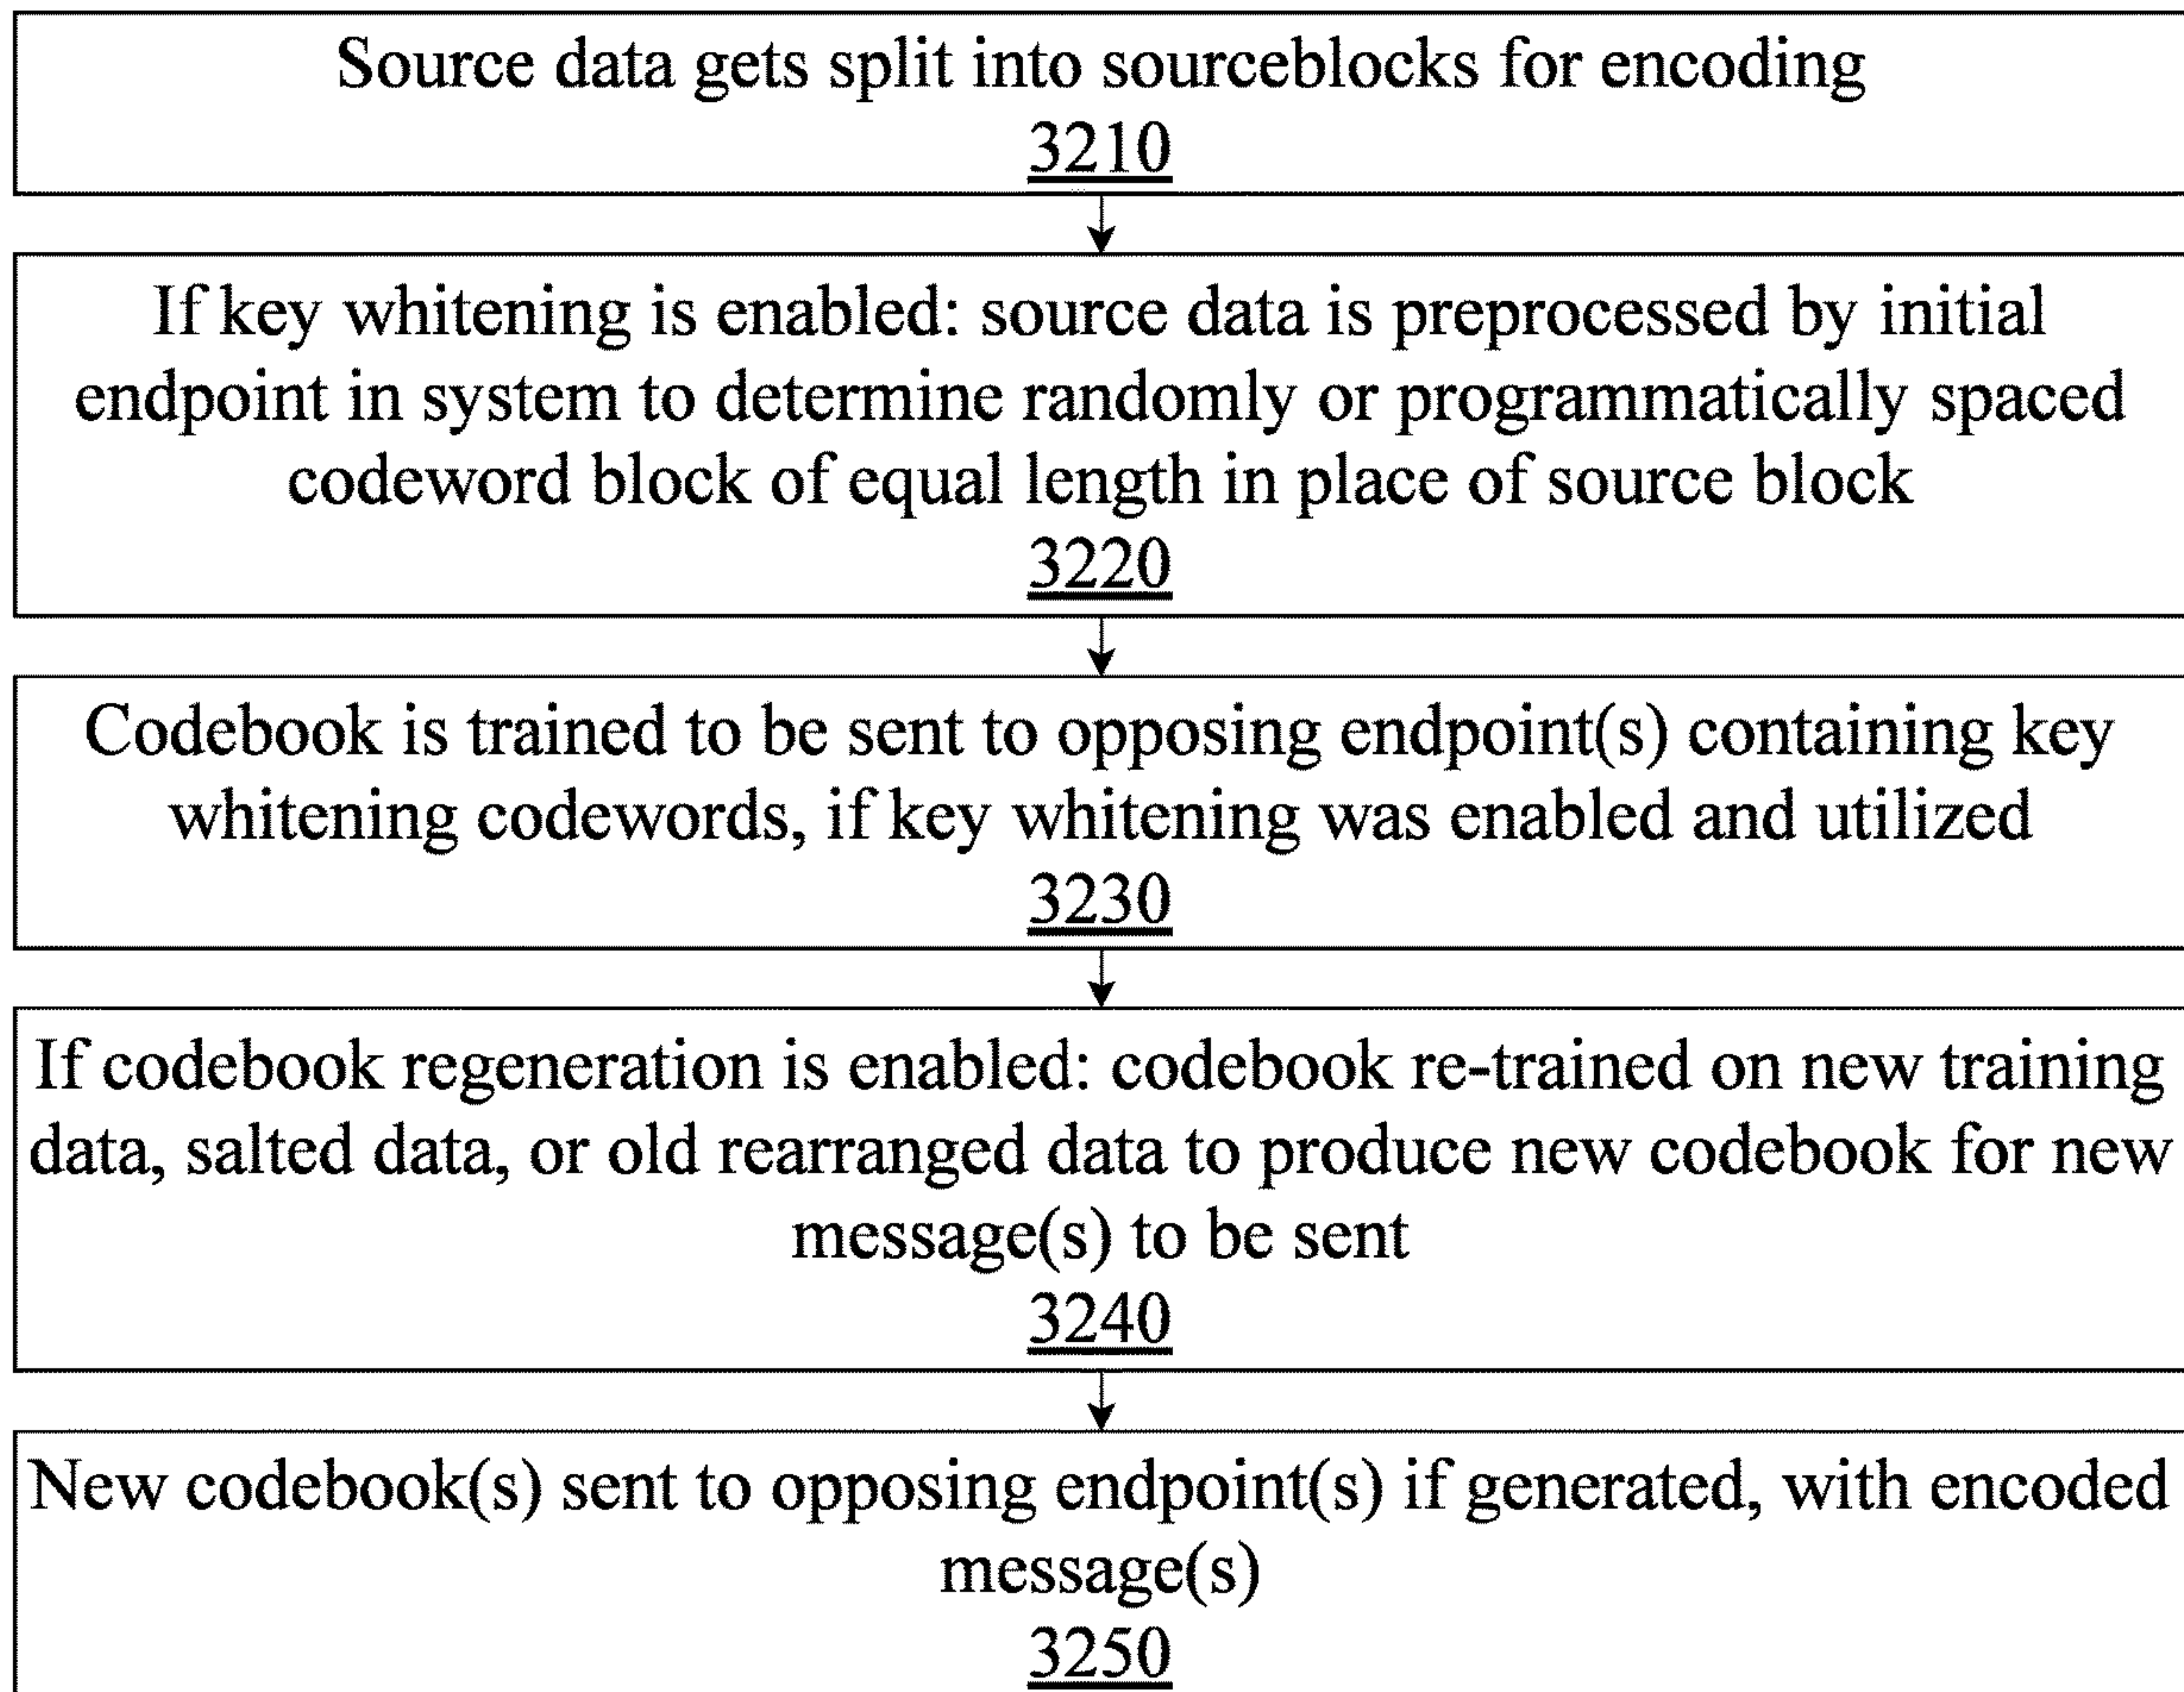 Source data gets split into sourceblocks for encoding
3210
If key whitening is enabled: source data is preprocessed by initial
endpoint in system to determine randomly or programmatically spaced
codeword block of equal length in place of source block
3220
Codebook is trained to be sent to opposing endpoint(s) containing key
whitening codewords, if key whitening was enabled and utilized
3230
If codebook regeneration is enabled: codebook re-trained on new training
data, salted data, or old rearranged data to produce new codebook for new
message(s) to be sent
3240
New codebook(s) sent to opposing endpoint(s) if generated, with encoded
message(s)
3250